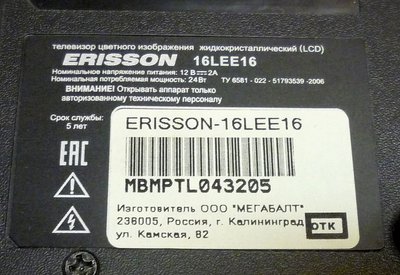 телевизор цветного изображения жидкокристаллический (LCD)
ERISSON 16LEE16
Номинальное напряжение питания: 12 В 2А
Номинальная потребляемая мощность: 24 Вт ТУ 6581 - 022 - 51793539 -2006
ВНИМАНИЕ! Открывать аппарат только
авторизованному техническому персоналу
Срок службы:
5 лет
ERISSON-16LEE16
EAC
MBMPTL043205
Изготовитель ООО "МЕГАБАЛТ"
236005, Россия, г. Калининград
ул. Камская, 82
ОТК